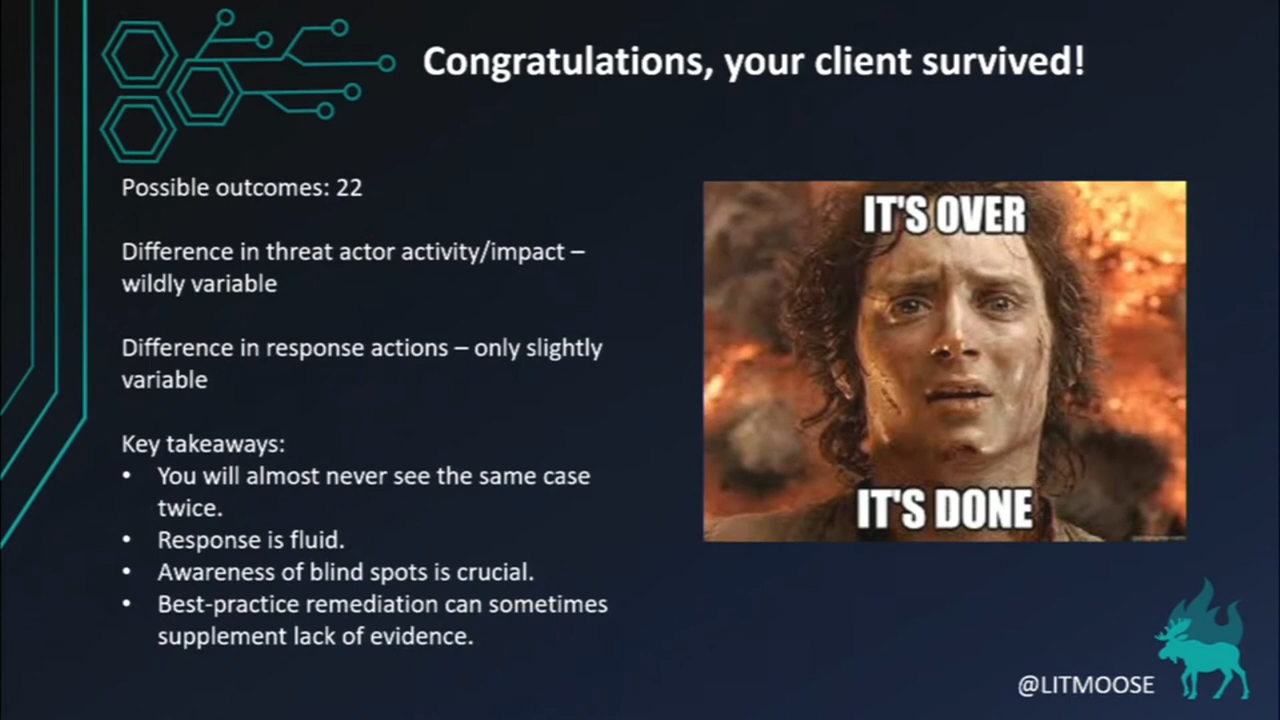 Congratulations, your client survived!
Possible outcomes: 22
Difference in threat actor activity/impact –
wildly variable
Difference in response actions – only slightly
variable
Key takeaways:
• You will almost never see the same case
twice.
• Response is fluid.
• Awareness of blind spots is crucial.
• Best-practice remediation can sometimes
supplement lack of evidence.
IT'S OVER
IT'S DONE
@LITMOOSE